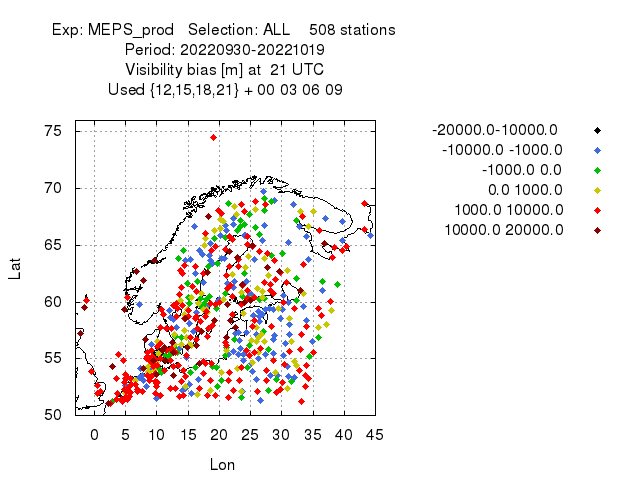 Exp: MEPS_prod   Selection: ALL    508 stations
Period: 20220930-20221019
Visibility bias [m] at  21 UTC
Used {12,15,18,21} + 00 03 06 09
-20000.0-10000.0
-10000.0 -1000.0
-1000.0 0.0
0.0 1000.0
1000.0 10000.0
10000.0 20000.0
75
70
65
60
55
50
Lat
0 5 10 15 20 25 30 35 40 45
Lon